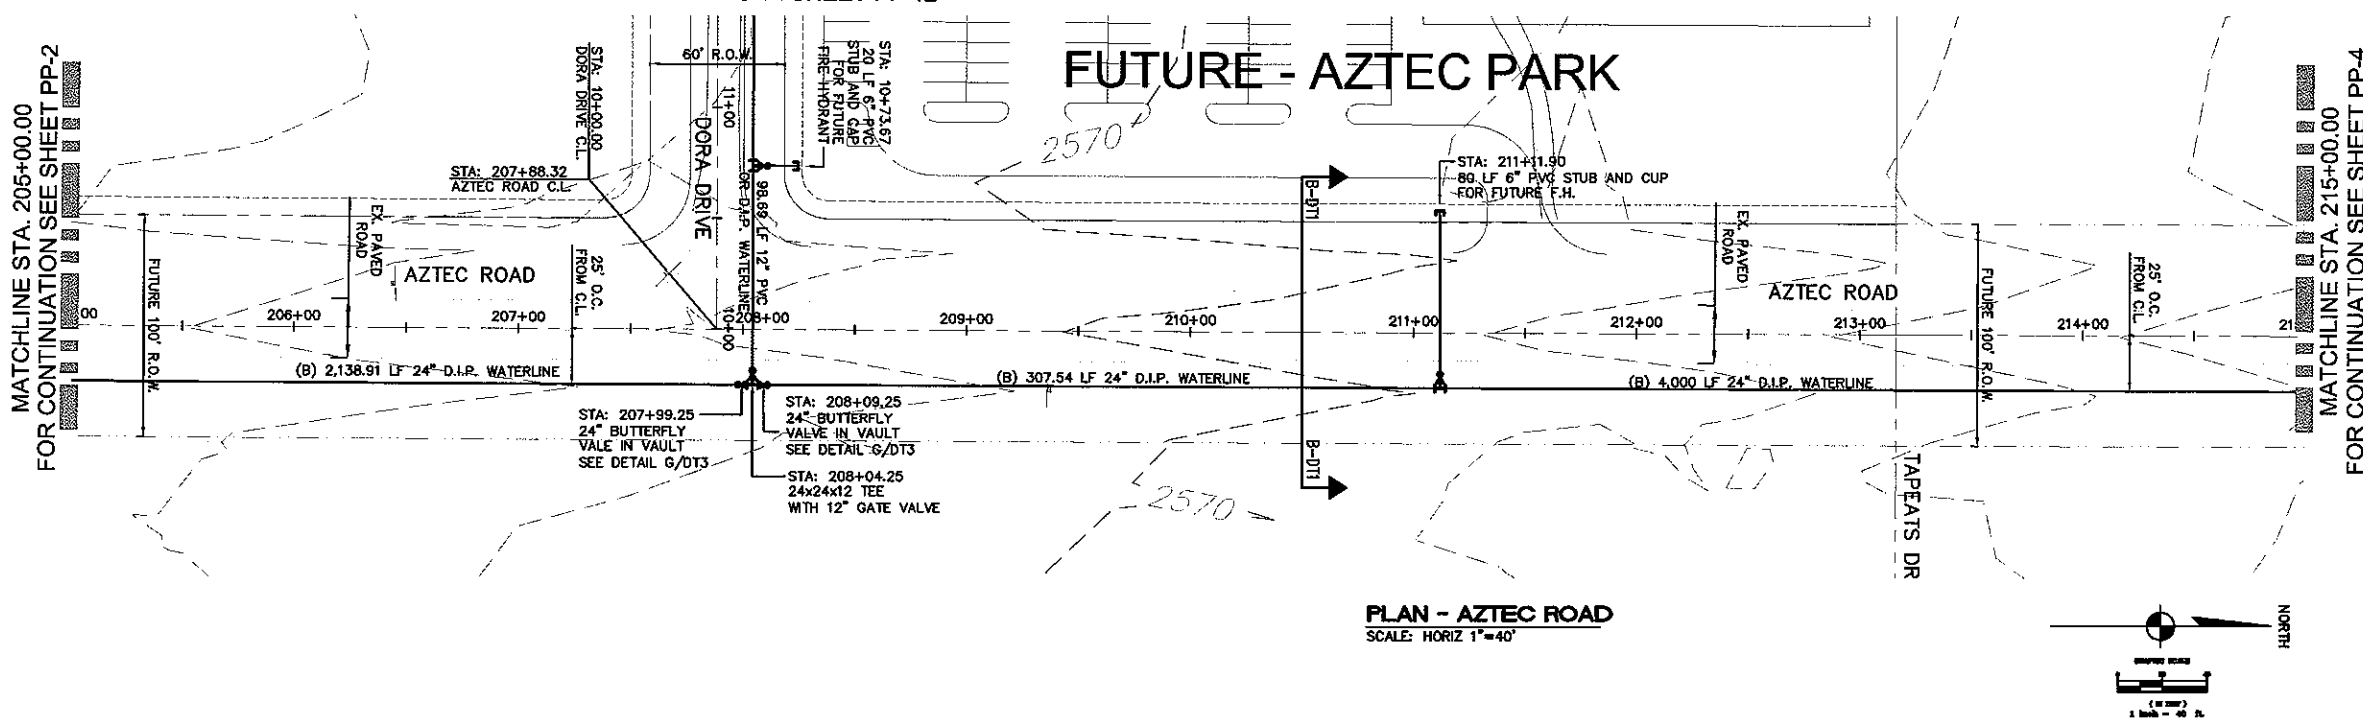 MATCHLINE STA. 205+00.00
FOR CONTINUATION SEE SHEET PP-2
FUTURE - AZTEC PARK
STA: 10+00.00
DORA DRIVE C.L.
60' R.O.W.
11+00
DORA DRIVE
10+00
STA: 10+73.67
20 LF 6" PVC
STUB AND CAP
FOR FUTURE
FIRE HYDRANT
98.69 LF 12" PVC
OR D.I.P. WATERLINE
STA: 207+88.32
AZTEC ROAD C.L.
2570
STA: 211+11.90
80 LF 6" PVC STUB AND CUP
FOR FUTURE F.H.
B-DT1
EX. PAVED
ROAD
FUTURE 100' R.O.W.
AZTEC ROAD
25' O.C.
FROM C.L.
EX. PAVED
ROAD
AZTEC ROAD
FUTURE 100' R.O.W.
25' O.C.
FROM C.L.
00
206+00
207+00
208+00
209+00
210+00
211+00
212+00
213+00
214+00
21
(B) 2,138.91 LF 24" D.I.P. WATERLINE
(B) 307.54 LF 24" D.I.P. WATERLINE
(B) 4,000 LF 24" D.I.P. WATERLINE
STA: 207+99.25
24" BUTTERFLY
VALE IN VAULT
SEE DETAIL G/DT3
STA: 208+09.25
24" BUTTERFLY
VALVE IN VAULT
SEE DETAIL G/DT3
STA: 208+04.25
24x24x12 TEE
WITH 12" GATE VALVE
B-DT1
2570
TAPEATS DR
MATCHLINE STA. 215+00.00
FOR CONTINUATION SEE SHEET PP-4
PLAN - AZTEC ROAD
SCALE: HORIZ 1"=40'
NORTH